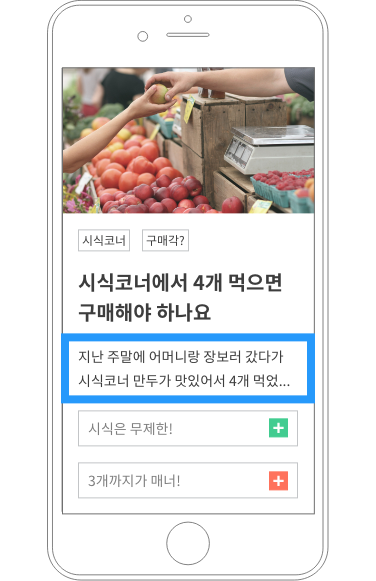 시식코너 구매각?
시식코너에서 4개 먹으면
구매해야 하나요
지난 주말에 어머니랑 장보러 갔다가
시식코너 만두가 맛있어서 4개 먹었...
시식은 무제한!
3개까지가 매너!